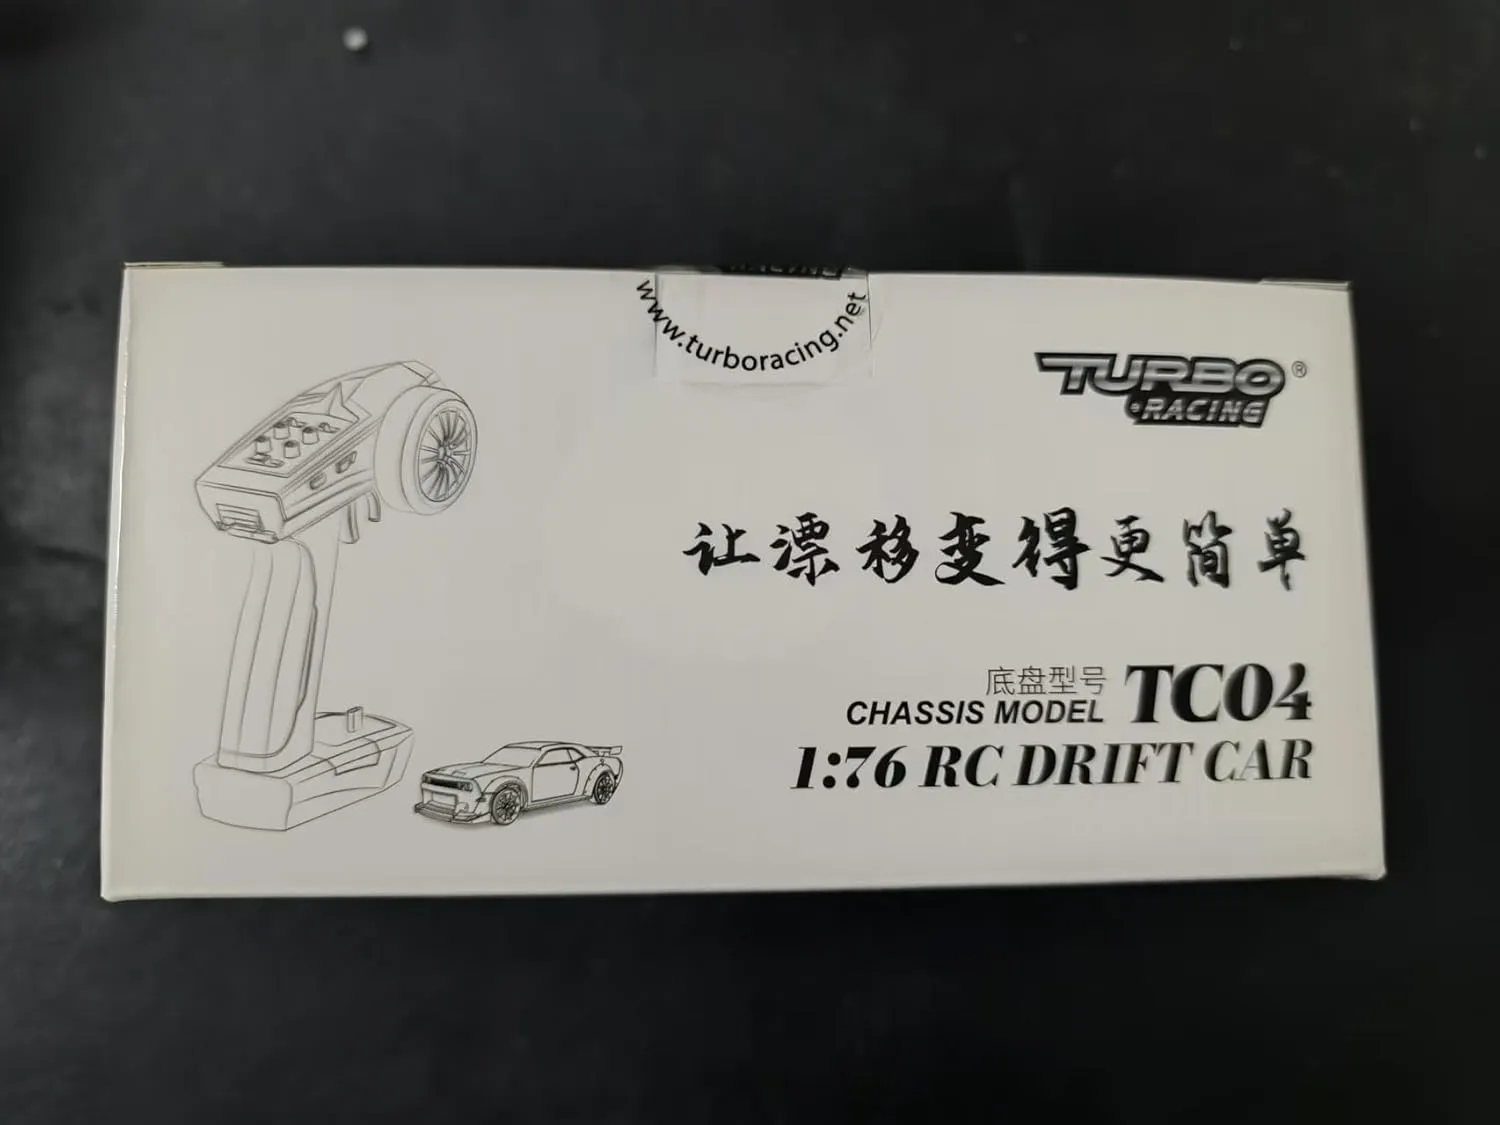 RACING
www.turboracing.net
TURBO®
RACING
让漂移变得更简单
底盘型号
CHASSIS MODEL TC04
1:76 RC DRIFT CAR